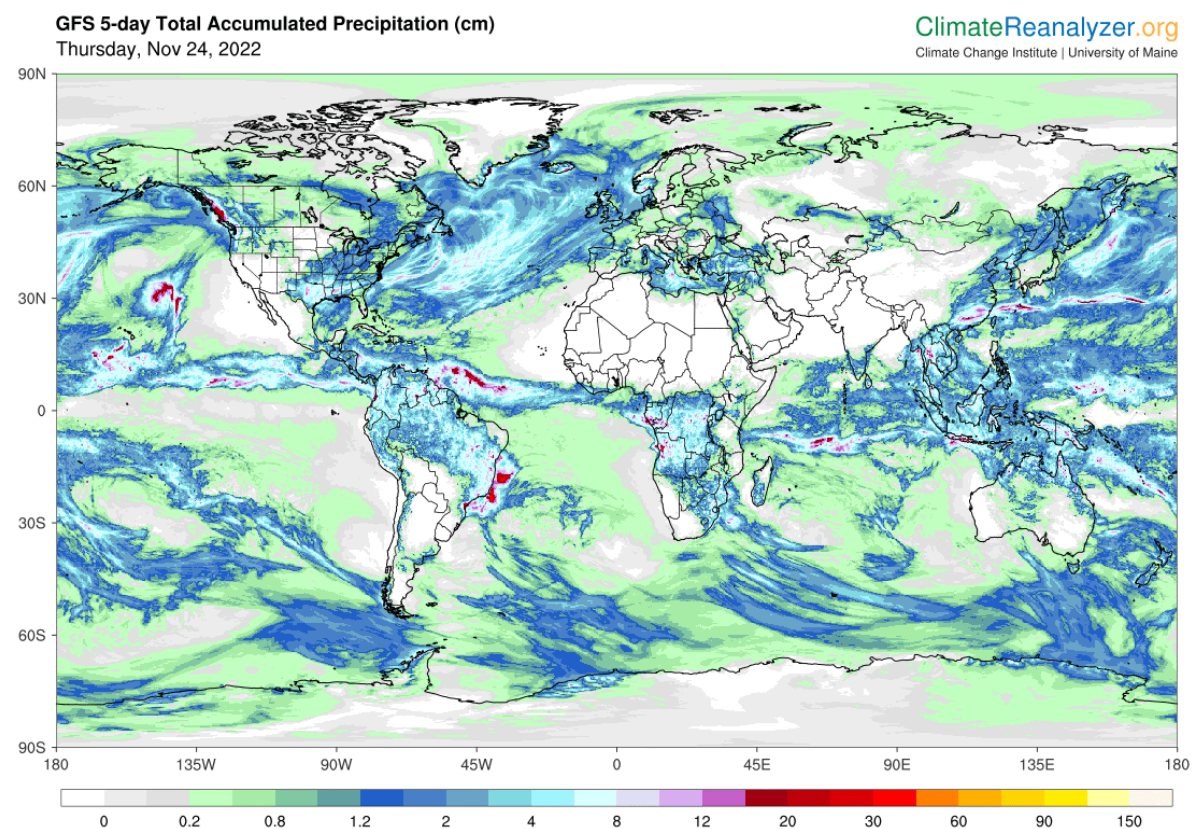 GFS 5-day Total Accumulated Precipitation (cm)
Thursday, Nov 24, 2022
ClimateReanalyzer.org
Climate Change Institute | University of Maine
90N
60N
30N
0
30S
60S
90S
180 135W 90W 45W 0 45E 90E 135E 180
0 0.2 0.8 1.2 2 4 8 12 20 30 60 90 150